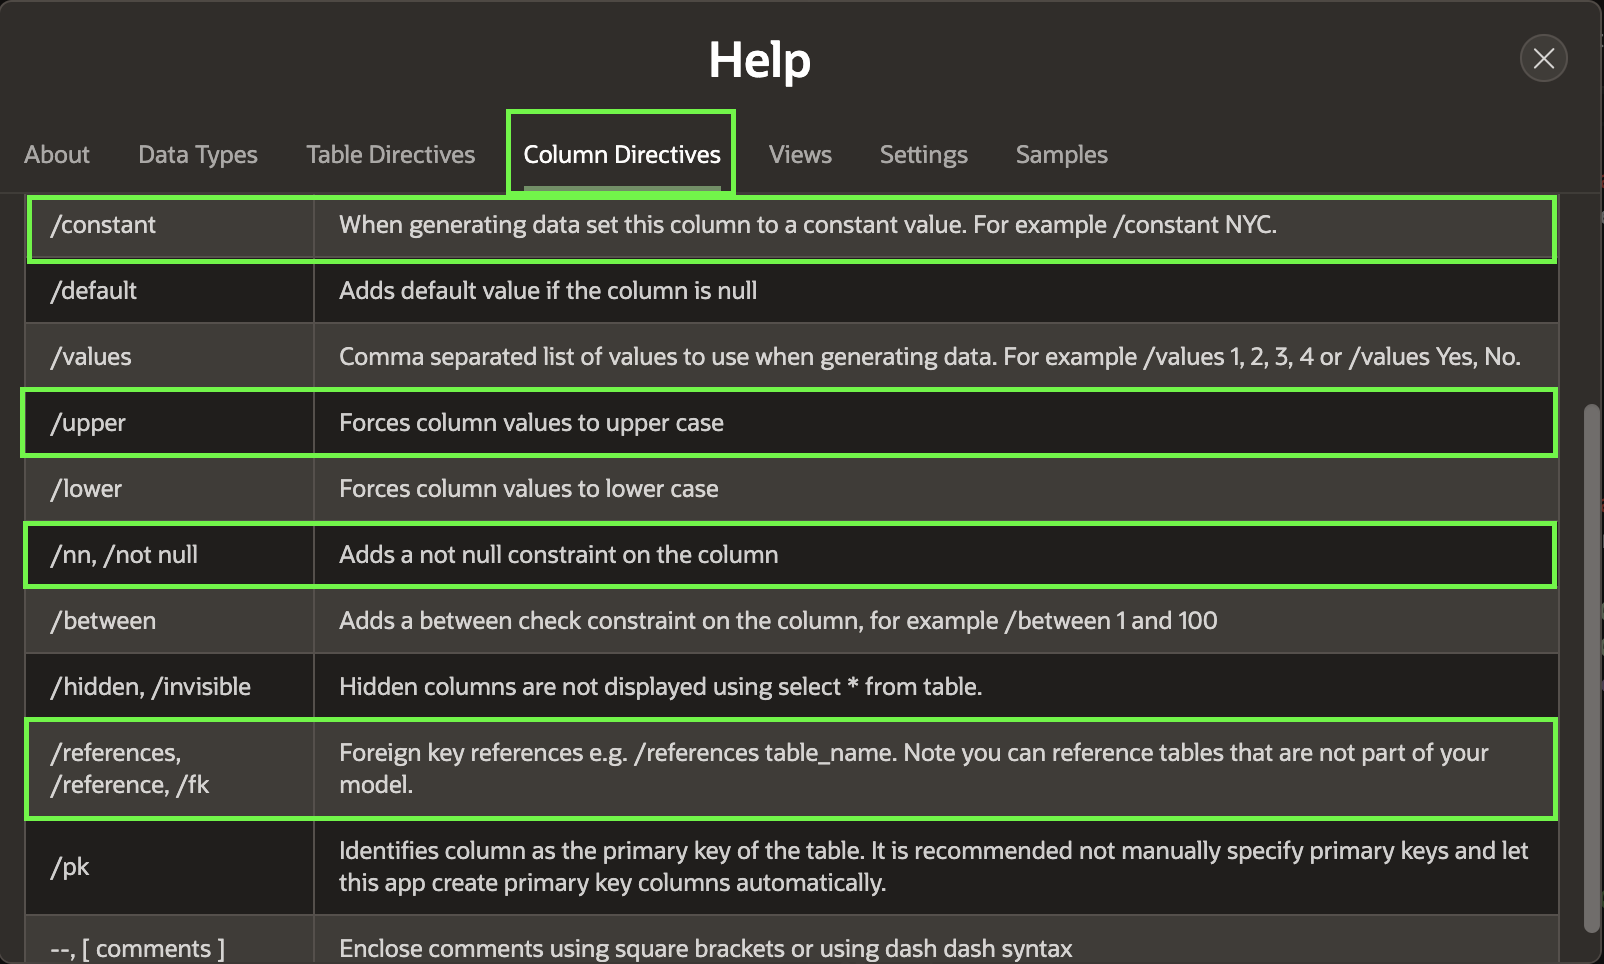 Help
About
Data Types
Table Directives
Column Directives
Views
Settings
Samples
/constant
When generating data set this column to a constant value. For example /constant NYC.
/default
Adds default value if the column is null
/values
Comma separated list of values to use when generating data. For example /values 1, 2, 3, 4 or /values Yes, No.
/upper
Forces column values to upper case
/lower
Forces column values to lower case
/nn, /not null
Adds a not null constraint on the column
/between
Adds a between check constraint on the column, for example /between 1 and 100
/hidden, /invisible
Hidden columns are not displayed using select * from table.
/references,
/reference, /fk
Foreign key references e.g. /references table_name. Note you can reference tables that are not part of your
model.
/pk
Identifies column as the primary key of the table. It is recommended not manually specify primary keys and let
this app create primary key columns automatically.
--, [ comments ]
Enclose comments using square brackets or using dash dash syntax